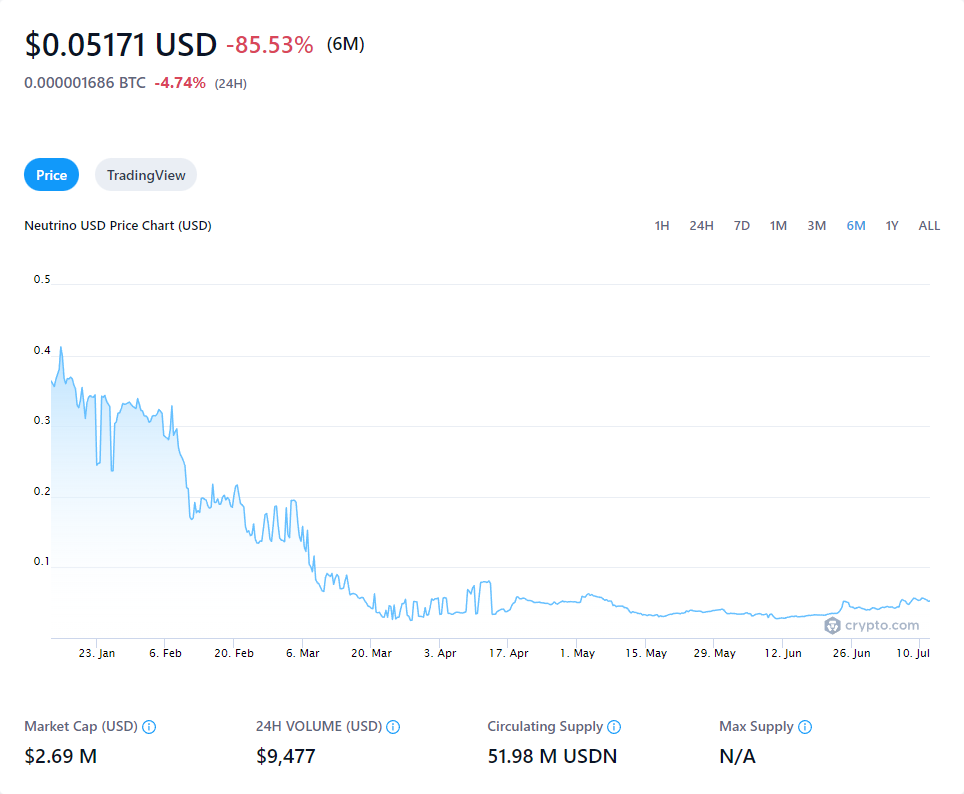 $0.05171 USD -85.53% (6M)
0.000001686 BTC -4.74% (24H)
Price TradingView
Neutrino USD Price Chart (USD) 1H 24H 7D 1M 3M 6M 1Y ALL
0.5
0.4
0.3
0.2
0.1
crypto.com
23. Jan 6. Feb 20. Feb 6. Mar 20. Mar 3. Apr 17. Apr 1. May 15. May 29. May 12. Jun 26. Jun 10. Jul
Market Cap (USD) 24H VOLUME (USD) Circulating Supply Max Supply
$2.69 M $9,477 51.98 M USDN N/A